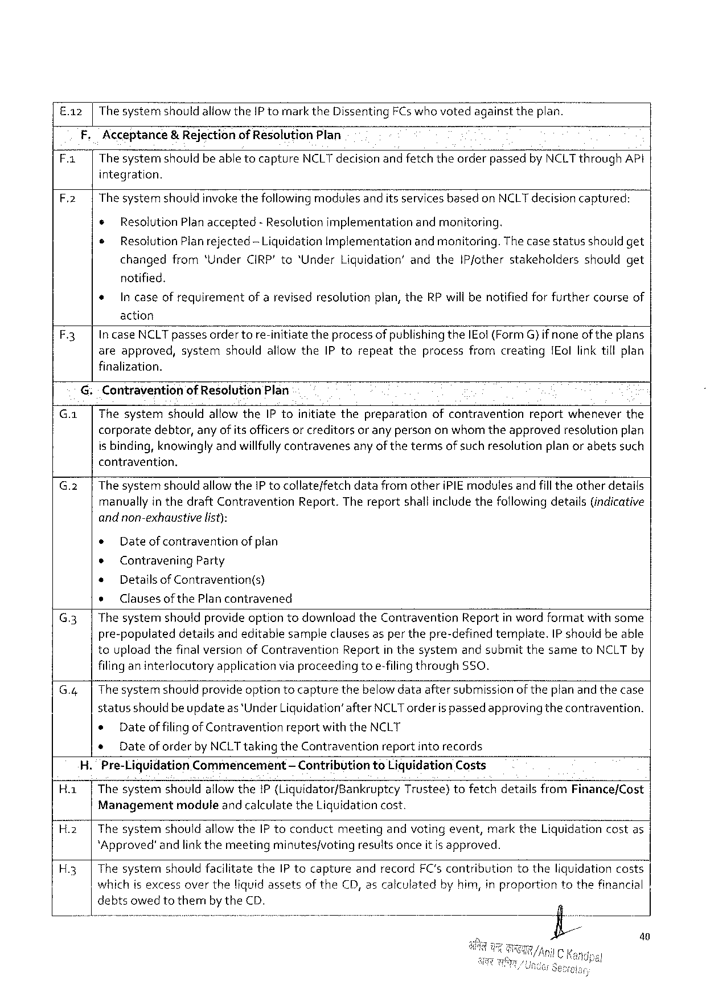 E.12 The system should allow the IP to mark the Dissenting FCs who voted against the plan.
F. Acceptance & Rejection of Resolution Plan
F.1 The system should be able to capture NCLT decision and fetch the order passed by NCLT through API
integration.
F.2 The system should invoke the following modules and its services based on NCLT decision captured:
• Resolution Plan accepted - Resolution implementation and monitoring.
• Resolution Plan rejected – Liquidation Implementation and monitoring. The case status should get
changed from 'Under CIRP' to 'Under Liquidation' and the IP/other stakeholders should get
notified.
• In case of requirement of a revised resolution plan, the RP will be notified for further course of
action
F.3 In case NCLT passes order to re-initiate the process of publishing the IEoI (Form G) if none of the plans
are approved, system should allow the IP to repeat the process from creating IEoI link till plan
finalization.
G. Contravention of Resolution Plan
G.1 The system should allow the IP to initiate the preparation of contravention report whenever the
corporate debtor, any of its officers or creditors or any person on whom the approved resolution plan
is binding, knowingly and willfully contravenes any of the terms of such resolution plan or abets such
contravention.
G.2 The system should allow the IP to collate/fetch data from other iPIE modules and fill the other details
manually in the draft Contravention Report. The report shall include the following details (indicative
and non-exhaustive list):
• Date of contravention of plan
• Contravening Party
• Details of Contravention(s)
• Clauses of the Plan contravened
G.3 The system should provide option to download the Contravention Report in word format with some
pre-populated details and editable sample clauses as per the pre-defined template. IP should be able
to upload the final version of Contravention Report in the system and submit the same to NCLT by
filing an interlocutory application via proceeding to e-filing through SSO.
G.4 The system should provide option to capture the below data after submission of the plan and the case
status should be update as 'Under Liquidation' after NCLT order is passed approving the contravention.
• Date of filing of Contravention report with the NCLT
• Date of order by NCLT taking the Contravention report into records
H. Pre-Liquidation Commencement – Contribution to Liquidation Costs
H.1 The system should allow the IP (Liquidator/Bankruptcy Trustee) to fetch details from Finance/Cost
Management module and calculate the Liquidation cost.
H.2 The system should allow the IP to conduct meeting and voting event, mark the Liquidation cost as
'Approved' and link the meeting minutes/voting results once it is approved.
H.3 The system should facilitate the IP to capture and record FC's contribution to the liquidation costs
which is excess over the liquid assets of the CD, as calculated by him, in proportion to the financial
debts owed to them by the CD.
40
अनिल चन्द्र कान्डपाल/Anil C Kandpal
अवर सचिव/Under Secretary